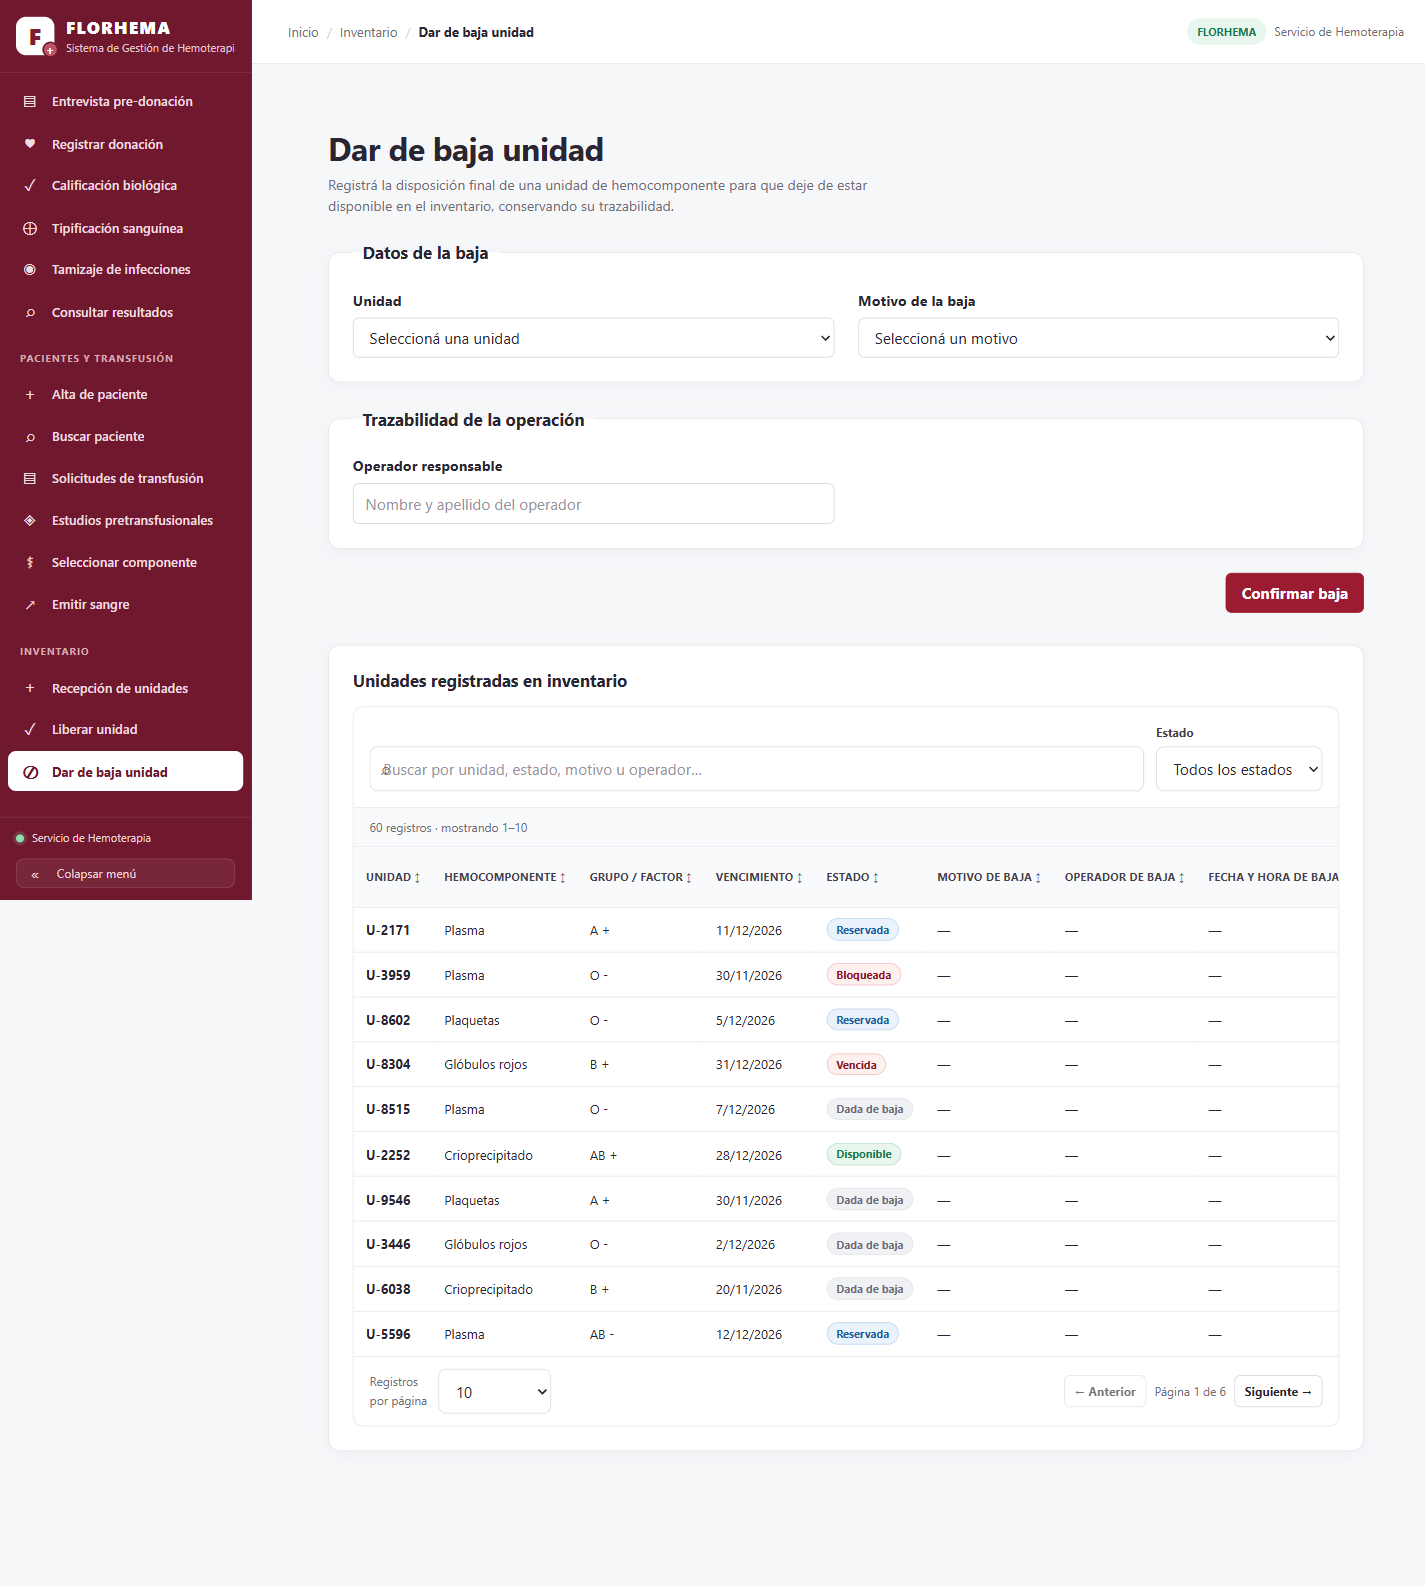 FLORHEMA
Sistema de Gestión de Hemoterapi
Entrevista pre-donación
Registrar donación
Calificación biológica
Tipificación sanguínea
Tamizaje de infecciones
Consultar resultados
PACIENTES Y TRANSFUSIÓN
Alta de paciente
Buscar paciente
Solicitudes de transfusión
Estudios pretransfusionales
Seleccionar componente
Emitir sangre
INVENTARIO
Recepción de unidades
Liberar unidad
Dar de baja unidad
Servicio de Hemoterapia
« Colapsar menú
Inicio / Inventario / Dar de baja unidad
FLORHEMA Servicio de Hemoterapia
Dar de baja unidad
Registrá la disposición final de una unidad de hemocomponente para que deje de estar
disponible en el inventario, conservando su trazabilidad.
Datos de la baja
Unidad Motivo de la baja
Seleccioná una unidad Seleccioná un motivo
Trazabilidad de la operación
Operador responsable
Nombre y apellido del operador
Confirmar baja
Unidades registradas en inventario
Estado
Buscar por unidad, estado, motivo u operador... Todos los estados
60 registros · mostrando 1–10
UNIDAD ↕ HEMOCOMPONENTE ↕ GRUPO / FACTOR ↕ VENCIMIENTO ↕ ESTADO ↕ MOTIVO DE BAJA ↕ OPERADOR DE BAJA ↕ FECHA Y HORA DE BAJA
U-2171 Plasma A + 11/12/2026 Reservada — — —
U-3959 Plasma O - 30/11/2026 Bloqueada — — —
U-8602 Plaquetas O - 5/12/2026 Reservada — — —
U-8304 Glóbulos rojos B + 31/12/2026 Vencida — — —
U-8515 Plasma O - 7/12/2026 Dada de baja — — —
U-2252 Crioprecipitado AB + 28/12/2026 Disponible — — —
U-9546 Plaquetas A + 30/11/2026 Dada de baja — — —
U-3446 Glóbulos rojos O - 2/12/2026 Dada de baja — — —
U-6038 Crioprecipitado B + 20/11/2026 Dada de baja — — —
U-5596 Plasma AB - 12/12/2026 Reservada — — —
Registros
por página
10
← Anterior Página 1 de 6 Siguiente →